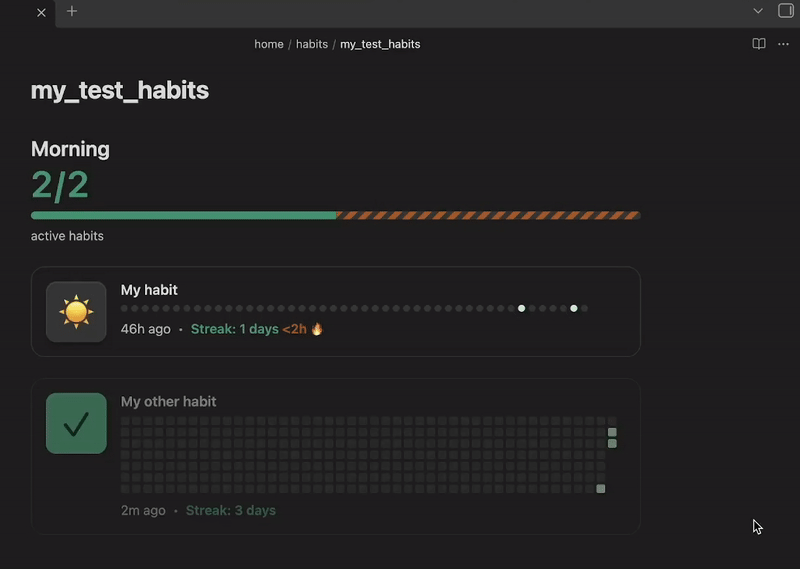 home / habits / my_test_habits
my_test_habits
Morning
2/2
active habits
My habit
46h ago • Streak: 1 days <2h 🔥
My other habit
2m ago • Streak: 3 days